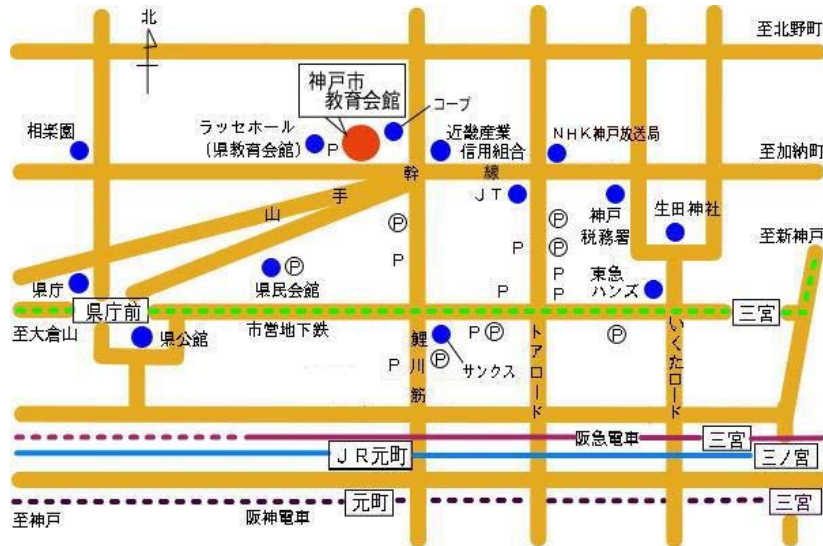 北
至北野町
神戸市
教育会館
コープ
相楽園
ラッセホール
(県教育会館)
P
近畿産業
信用組合
NHK神戸放送局
至加納町
幹線
山手
JT
神戸
税務署
生田神社
至新神戸
P
P
P
P
県庁
県民会館
P
P
P
P
P
東急
ハンズ
県庁前
三宮
至大倉山
県公館
市営地下鉄
鯉川筋
P
P
サンクス
P
P
トアロード
P
いくたロード
阪急電車
三宮
JR元町
三ノ宮
元町
三宮
至神戸
阪神電車